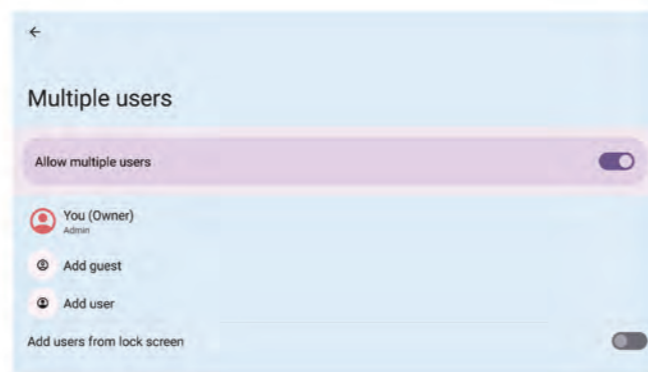 Multiple users
Allow multiple users
You (Owner)
Admin
Add guest
Add user
Add users from lock screen